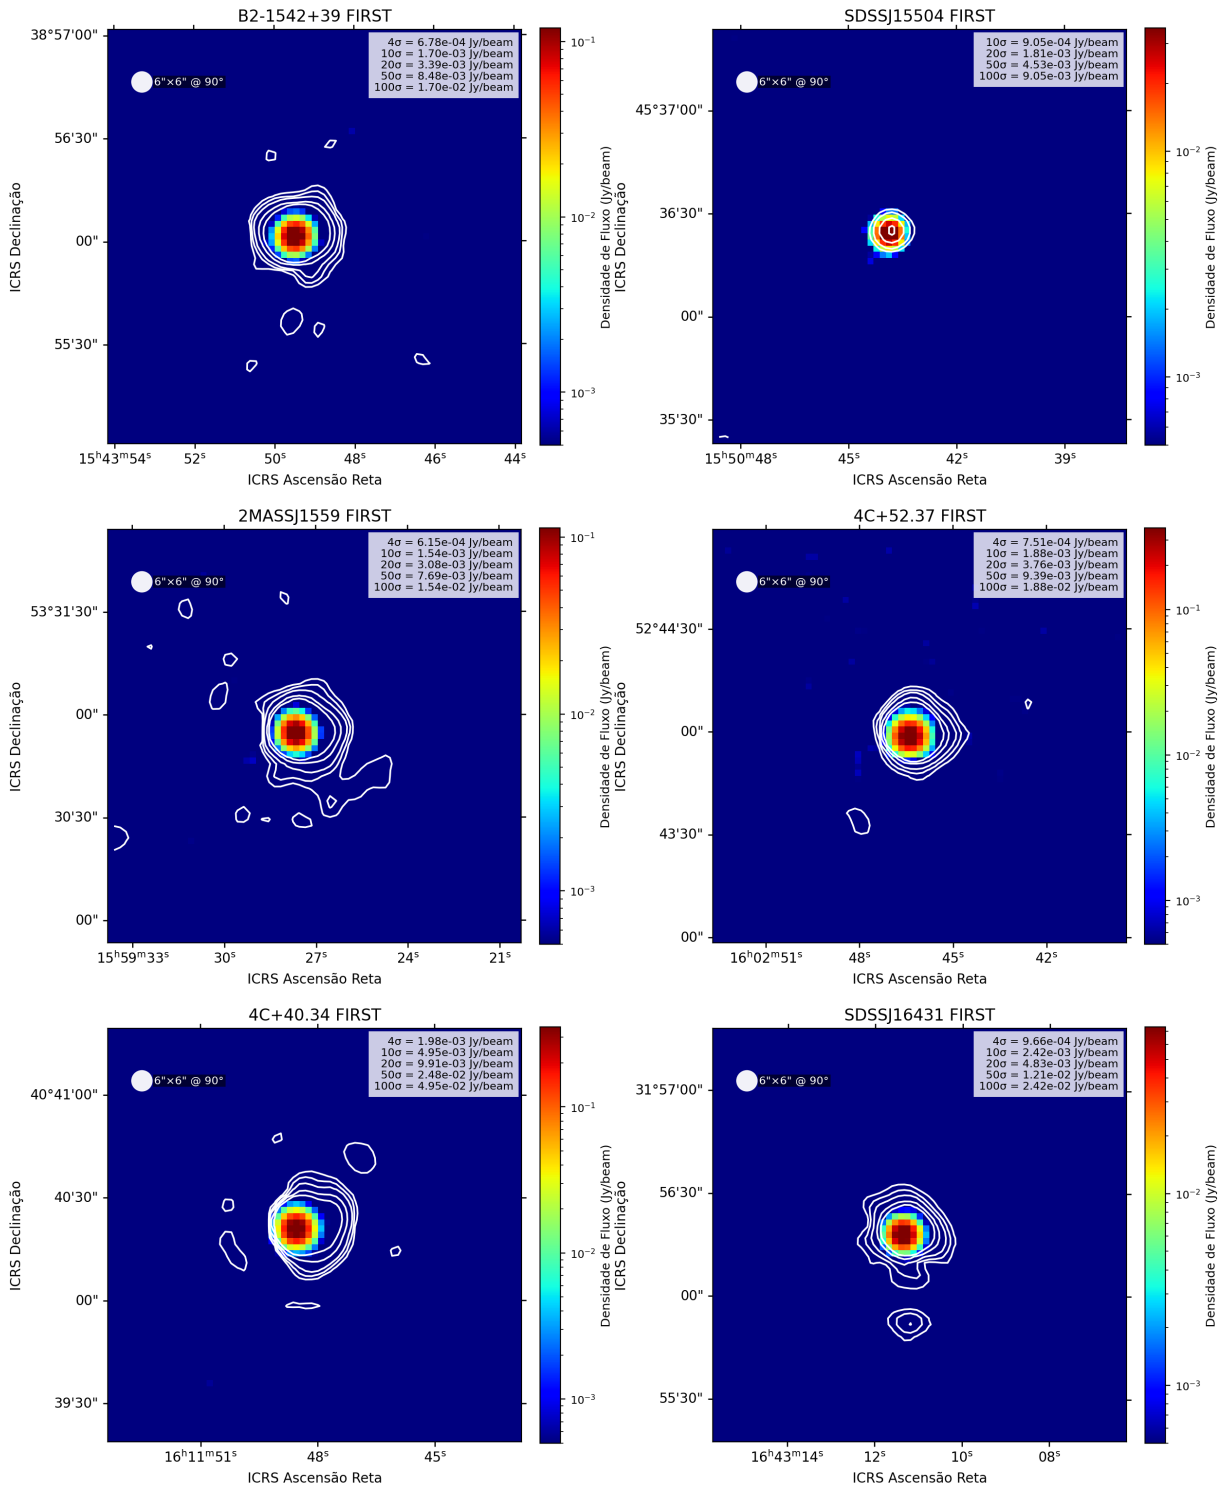 B2-1542+39 FIRST
4σ = 6.78e-04 Jy/beam
10σ = 1.70e-03 Jy/beam
20σ = 3.39e-03 Jy/beam
50σ = 8.48e-03 Jy/beam
100σ = 1.70e-02 Jy/beam
6"×6" @ 90°
38°57'00"
56'30"
00"
55'30"
ICRS Declinação
15ʰ43ᵐ54ˢ 52ˢ 50ˢ 48ˢ 46ˢ 44ˢ
ICRS Ascensão Reta
10⁻¹
10⁻²
10⁻³
Densidade de Fluxo (Jy/beam)
SDSSJ15504 FIRST
10σ = 9.05e-04 Jy/beam
20σ = 1.81e-03 Jy/beam
50σ = 4.53e-03 Jy/beam
100σ = 9.05e-03 Jy/beam
6"×6" @ 90°
45°37'00"
36'30"
00"
35'30"
ICRS Declinação
15ʰ50ᵐ48ˢ 45ˢ 42ˢ 39ˢ
ICRS Ascensão Reta
10⁻²
10⁻³
Densidade de Fluxo (Jy/beam)
2MASSJ1559 FIRST
4σ = 6.15e-04 Jy/beam
10σ = 1.54e-03 Jy/beam
20σ = 3.08e-03 Jy/beam
50σ = 7.69e-03 Jy/beam
100σ = 1.54e-02 Jy/beam
6"×6" @ 90°
53°31'30"
00"
30'30"
00"
ICRS Declinação
15ʰ59ᵐ33ˢ 30ˢ 27ˢ 24ˢ 21ˢ
ICRS Ascensão Reta
10⁻¹
10⁻²
10⁻³
Densidade de Fluxo (Jy/beam)
4C+52.37 FIRST
4σ = 7.51e-04 Jy/beam
10σ = 1.88e-03 Jy/beam
20σ = 3.76e-03 Jy/beam
50σ = 9.39e-03 Jy/beam
100σ = 1.88e-02 Jy/beam
6"×6" @ 90°
52°44'30"
00"
43'30"
00"
ICRS Declinação
16ʰ02ᵐ51ˢ 48ˢ 45ˢ 42ˢ
ICRS Ascensão Reta
10⁻¹
10⁻²
10⁻³
Densidade de Fluxo (Jy/beam)
4C+40.34 FIRST
4σ = 1.98e-03 Jy/beam
10σ = 4.95e-03 Jy/beam
20σ = 9.91e-03 Jy/beam
50σ = 2.48e-02 Jy/beam
100σ = 4.95e-02 Jy/beam
6"×6" @ 90°
40°41'00"
40'30"
00"
39'30"
ICRS Declinação
16ʰ11ᵐ51ˢ 48ˢ 45ˢ
ICRS Ascensão Reta
10⁻¹
10⁻²
10⁻³
Densidade de Fluxo (Jy/beam)
SDSSJ16431 FIRST
4σ = 9.66e-04 Jy/beam
10σ = 2.42e-03 Jy/beam
20σ = 4.83e-03 Jy/beam
50σ = 1.21e-02 Jy/beam
100σ = 2.42e-02 Jy/beam
6"×6" @ 90°
31°57'00"
56'30"
00"
55'30"
ICRS Declinação
16ʰ43ᵐ14ˢ 12ˢ 10ˢ 08ˢ
ICRS Ascensão Reta
10⁻²
10⁻³
Densidade de Fluxo (Jy/beam)